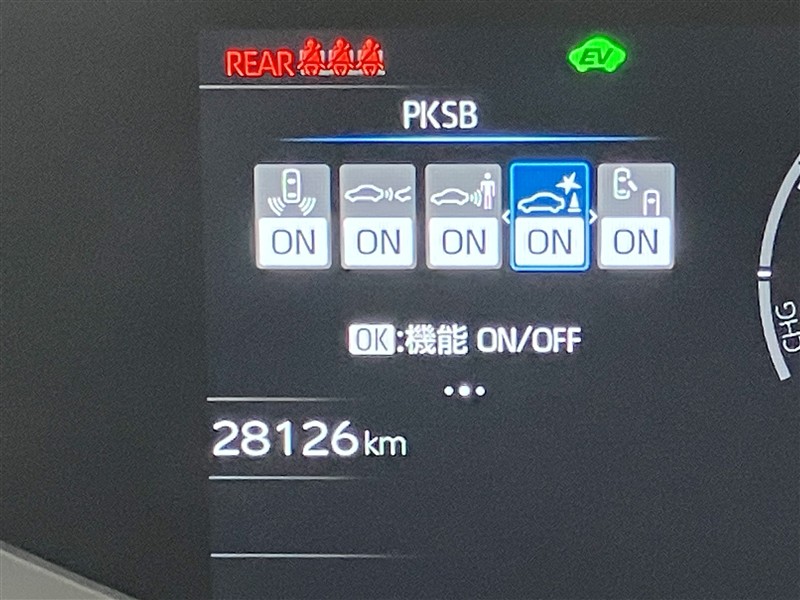 REAR
EV
PKSB
ON ON ON ON ON
OK:機能 ON/OFF
CHG
28126km